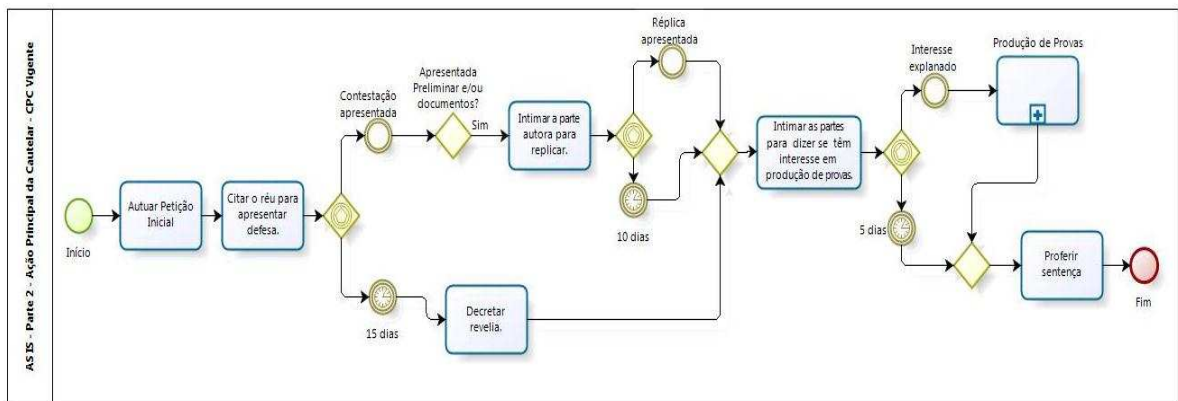 AS IS - Parte 2 - Ação Principal da Cautelar - CPC Vigente
Início
Autuar Petição
Inicial
Citar o réu para
apresentar
defesa.
Contestação
apresentada
15 dias
Apresentada
Preliminar e/ou
documentos?
Sim
Decretar
revelia.
Intimar a parte
autora para
replicar.
Réplica
apresentada
10 dias
Intimar as partes
para dizer se têm
interesse em
produção de provas.
Interesse
explanado
5 dias
Produção de Provas
Proferir
sentença
Fim